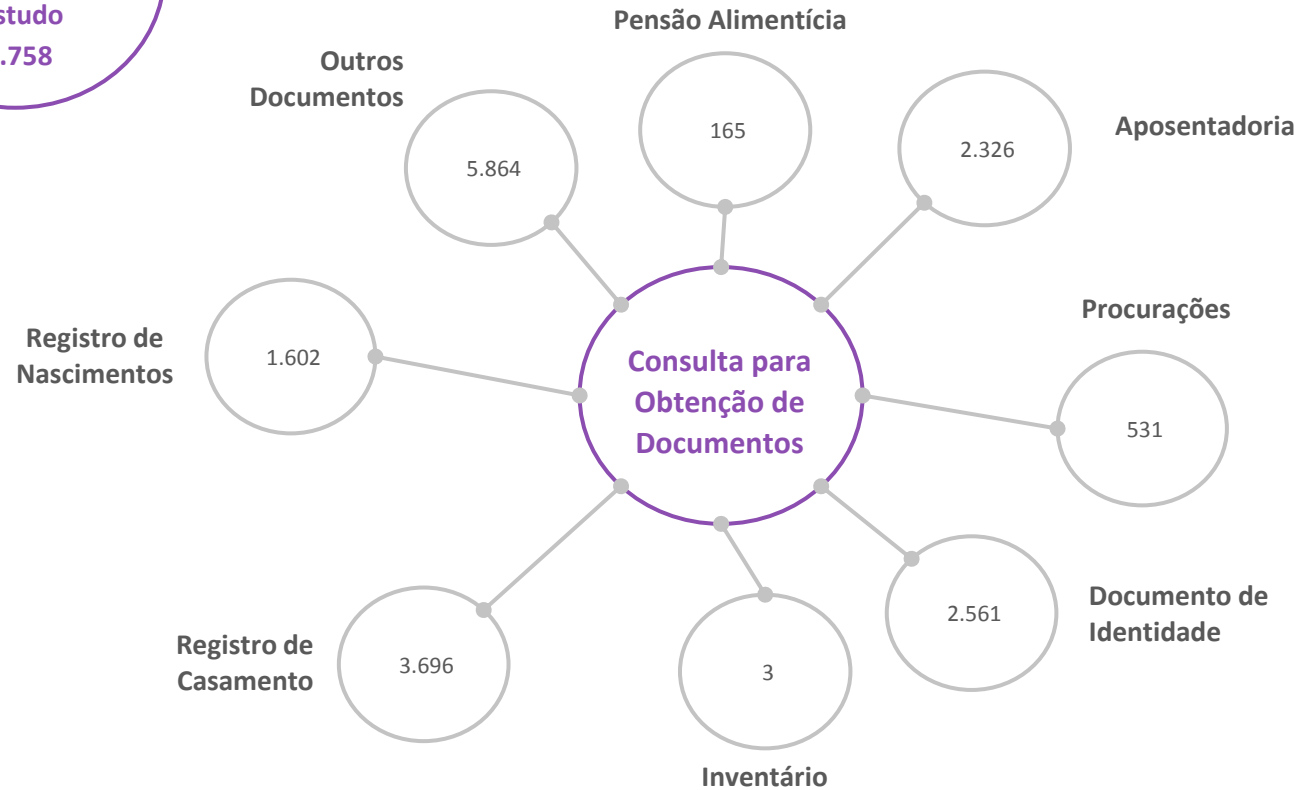 .758
Pensão Alimentícia
165
Outros
Documentos
5.864
Aposentadoria
2.326
Registro de
Nascimentos
1.602
Consulta para
Obtenção de
Documentos
Procurações
531
Registro de
Casamento
3.696
Inventário
3
Documento de
Identidade
2.561